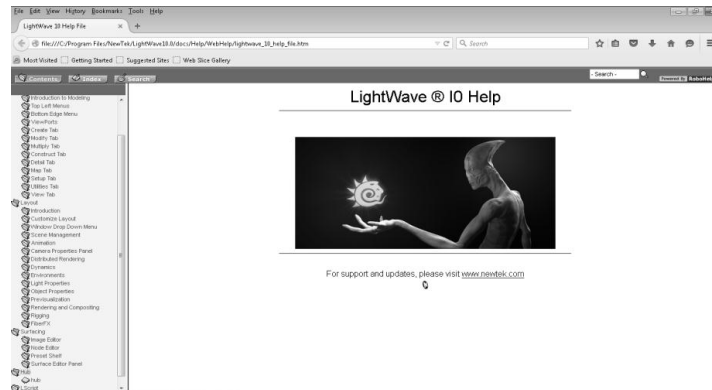 File Edit View History Bookmarks Tools Help
LightWave 10 Help File
file:///C:/Program Files/NewTek/LightWave10.0/docs/Help/WebHelp/lightwave_10_help_file.htm
Search
Most Visited Getting Started Suggested Sites Web Slice Gallery
Contents Index Search
- Search -
Powered By RoboHelp
Introduction to Modeling
Top Left Menus
Bottom Edge Menu
ViewPorts
Create Tab
Modify Tab
Multiply Tab
Construct Tab
Detail Tab
Map Tab
Setup Tab
Utilities Tab
View Tab
Layout
Introduction
Customize Layout
Window Drop Down Menu
Scene Management
Animation
Camera Properties Panel
Distributed Rendering
Dynamics
Environments
Light Properties
Object Properties
Previsualization
Rendering and Compositing
Rigging
FiberFX
Surfacing
Image Editor
Node Editor
Preset Shelf
Surface Editor Panel
Hub
hub
LScript
LightWave ® 10 Help
For support and updates, please visit www.newtek.com